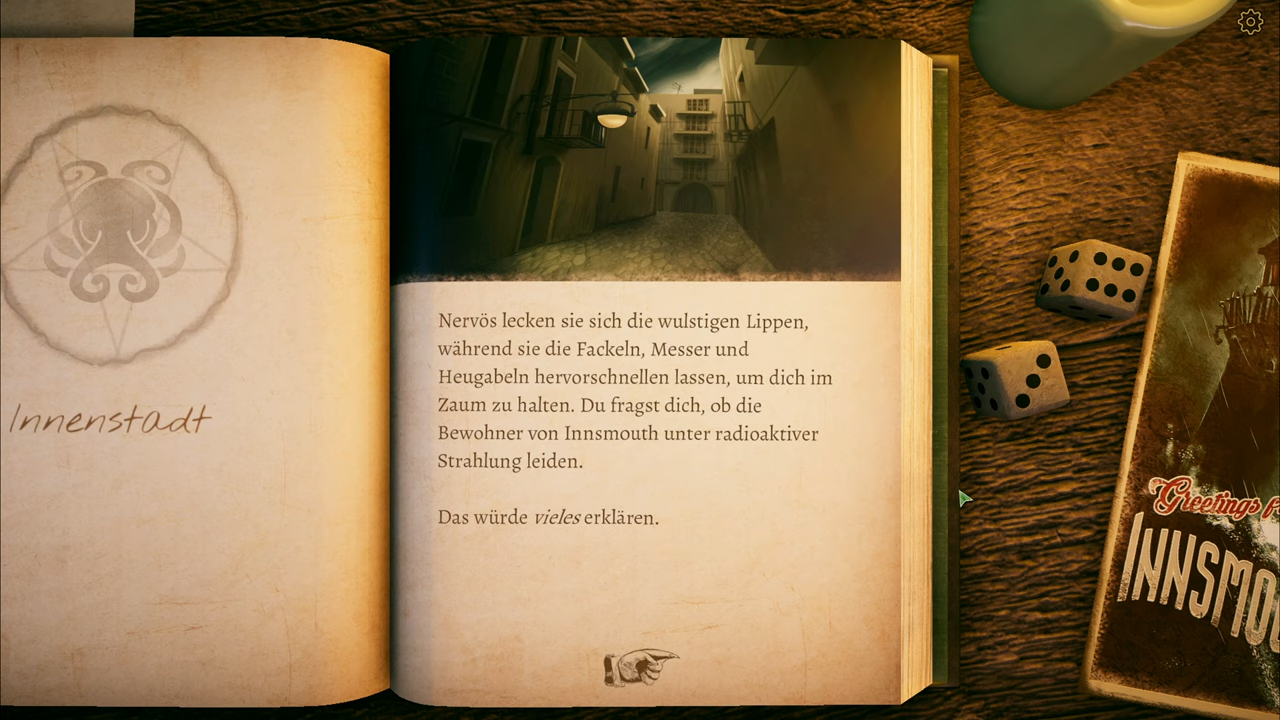 Innenstadt
Nervös lecken sie sich die wulstigen Lippen,
während sie die Fackeln, Messer und
Heugabeln hervorschnellen lassen, um dich im
Zaum zu halten. Du fragst dich, ob die
Bewohner von Innsmouth unter radioaktiver
Strahlung leiden.
Das würde vieles erklären.
Greetings f
INNSMO